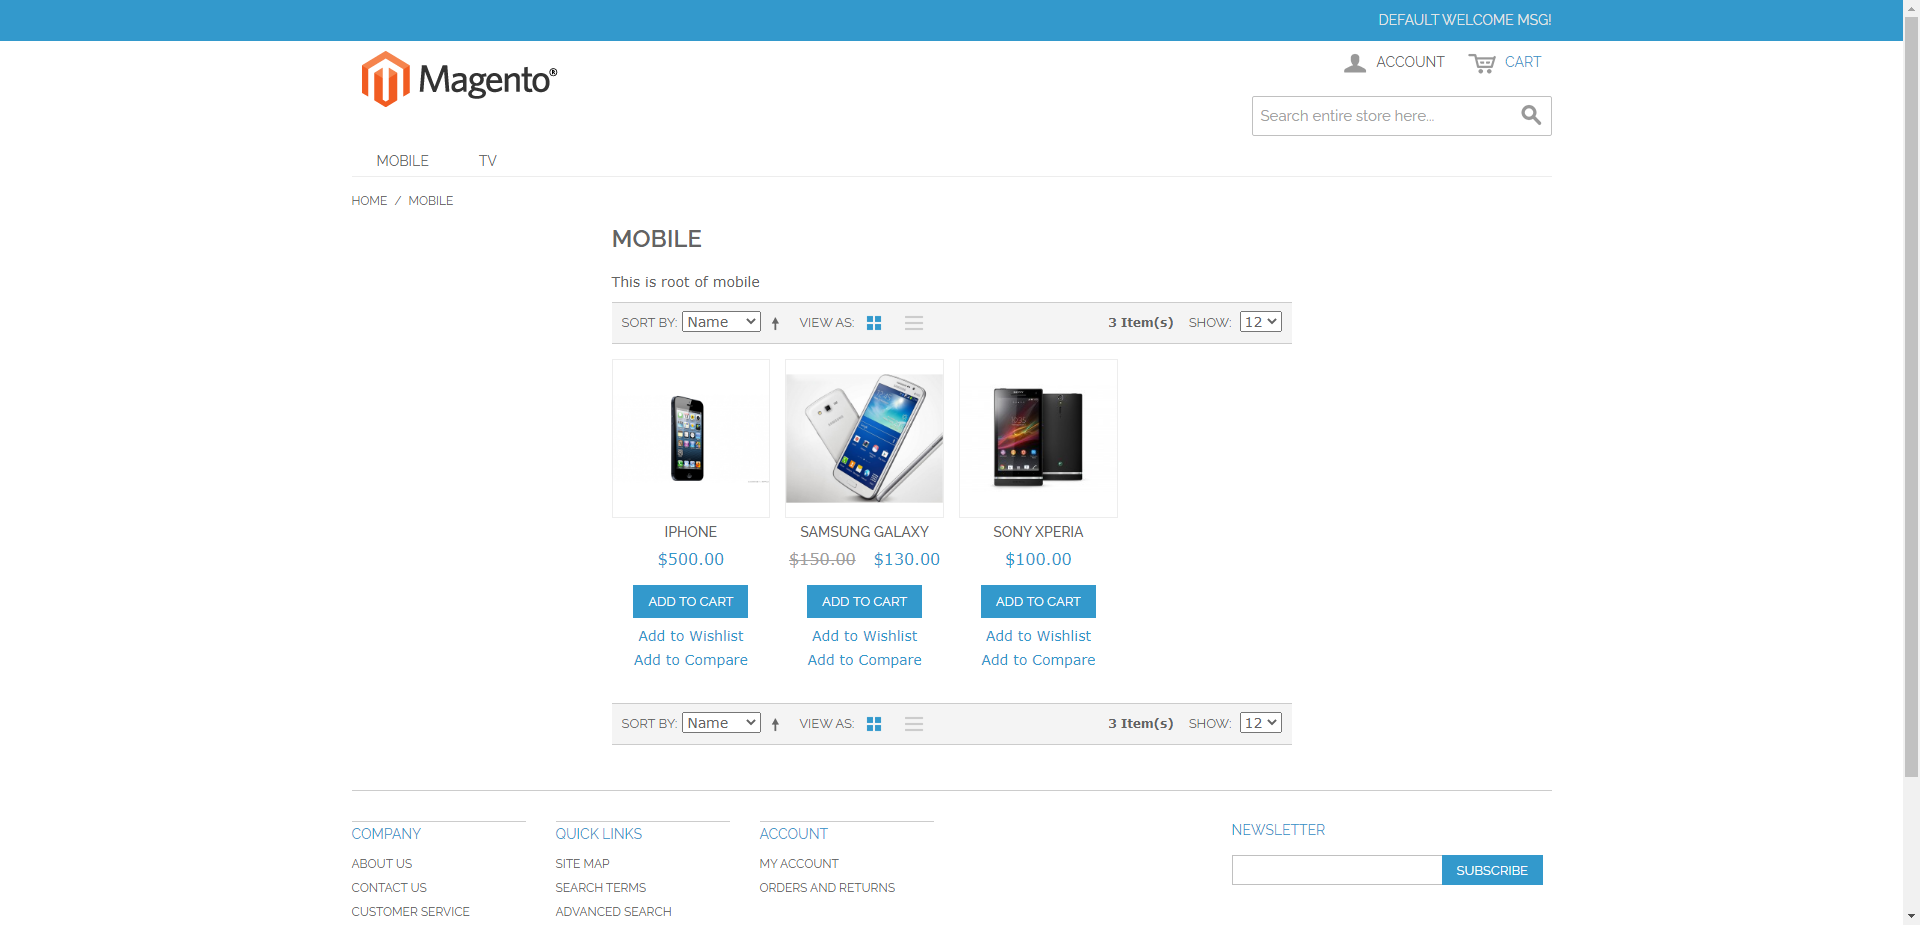 DEFAULT WELCOME MSG!
Magento®
ACCOUNT CART
Search entire store here...
MOBILE TV
HOME / MOBILE
MOBILE
This is root of mobile
SORT BY: Name VIEW AS: 3 Item(s) SHOW: 12
IPHONE SAMSUNG GALAXY SONY XPERIA
$500.00 $150.00 $130.00 $100.00
ADD TO CART ADD TO CART ADD TO CART
Add to Wishlist Add to Wishlist Add to Wishlist
Add to Compare Add to Compare Add to Compare
SORT BY: Name VIEW AS: 3 Item(s) SHOW: 12
COMPANY QUICK LINKS ACCOUNT NEWSLETTER
ABOUT US SITE MAP MY ACCOUNT SUBSCRIBE
CONTACT US SEARCH TERMS ORDERS AND RETURNS
CUSTOMER SERVICE ADVANCED SEARCH